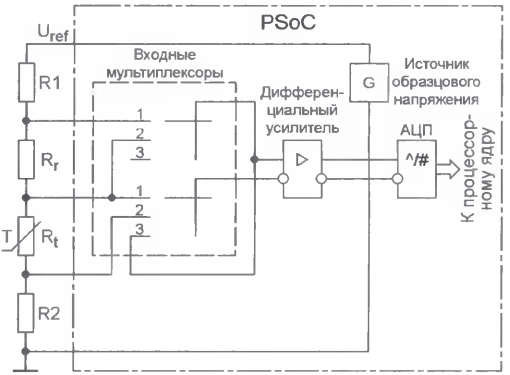 PSoC
U ref
Входные
мультиплексоры
Источник
образцового
напряжения
G
Дифферен-
циальный
усилитель
АЦП
^/#
К процессор-
ному ядру
R1
Rr
T
Rt
R2
1
2
3
1
2
3